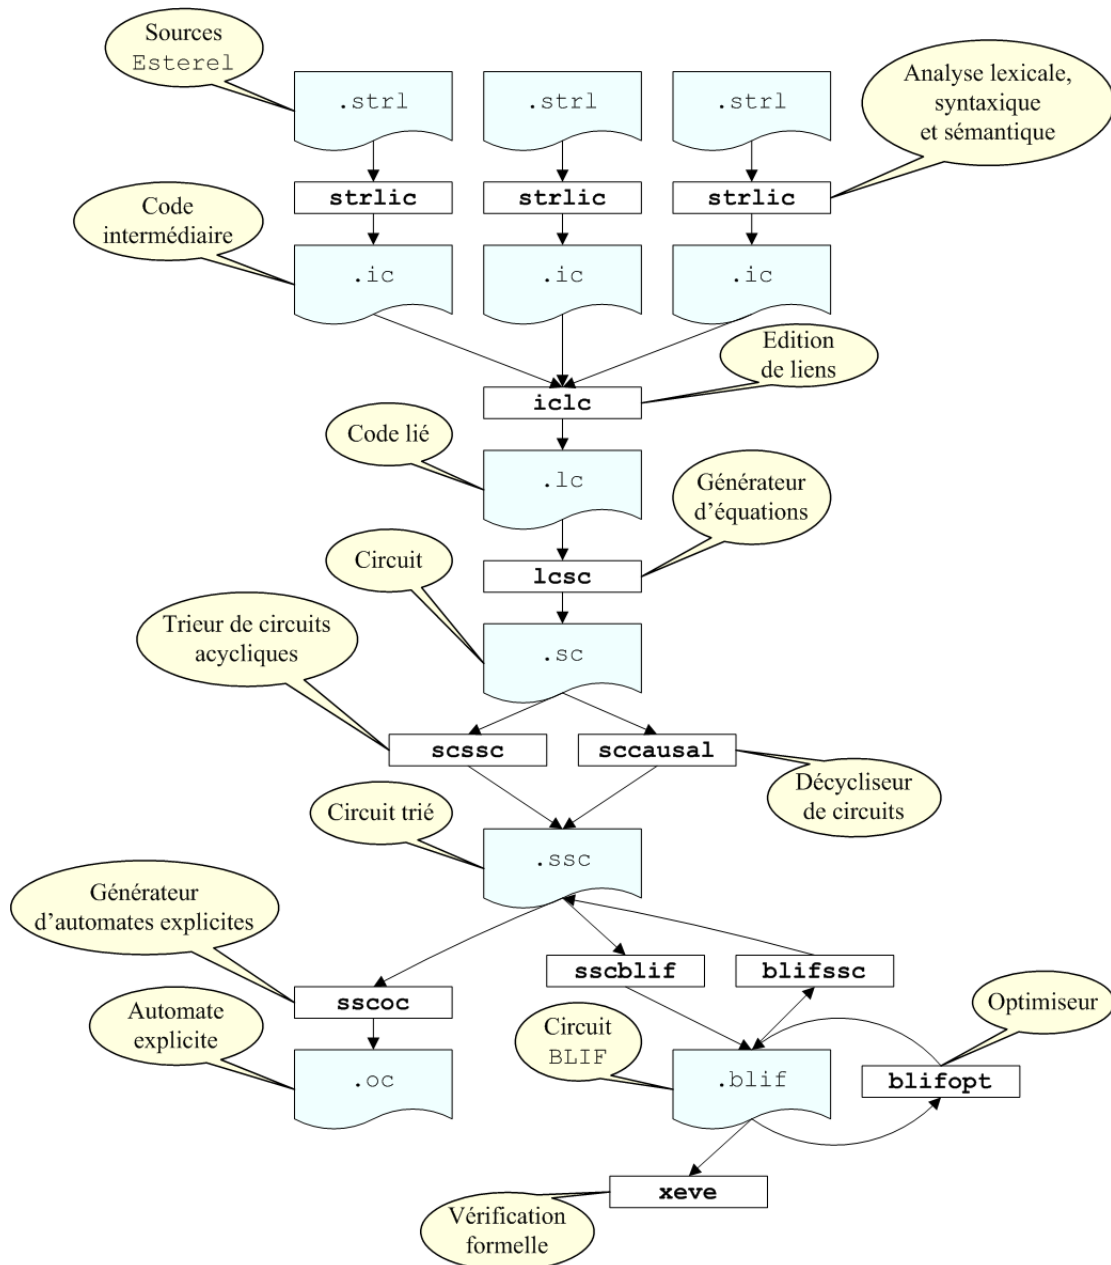 Sources
Esterel
.strl
.strl
.strl
Analyse lexicale,
syntaxique
et sémantique
strlic
strlic
strlic
Code
intermédiaire
.ic
.ic
.ic
Edition
de liens
iclc
Code lié
.lc
Générateur
d'équations
Circuit
lcsc
Trieur de circuits
acycliques
.sc
scssc
sccausal
Décycliseur
de circuits
Circuit trié
.ssc
Générateur
d'automates explicites
sscblif
blifssc
sscoc
Optimiseur
Automate
explicite
Circuit
BLIF
.oc
.blif
blifopt
xeve
Vérification
formelle